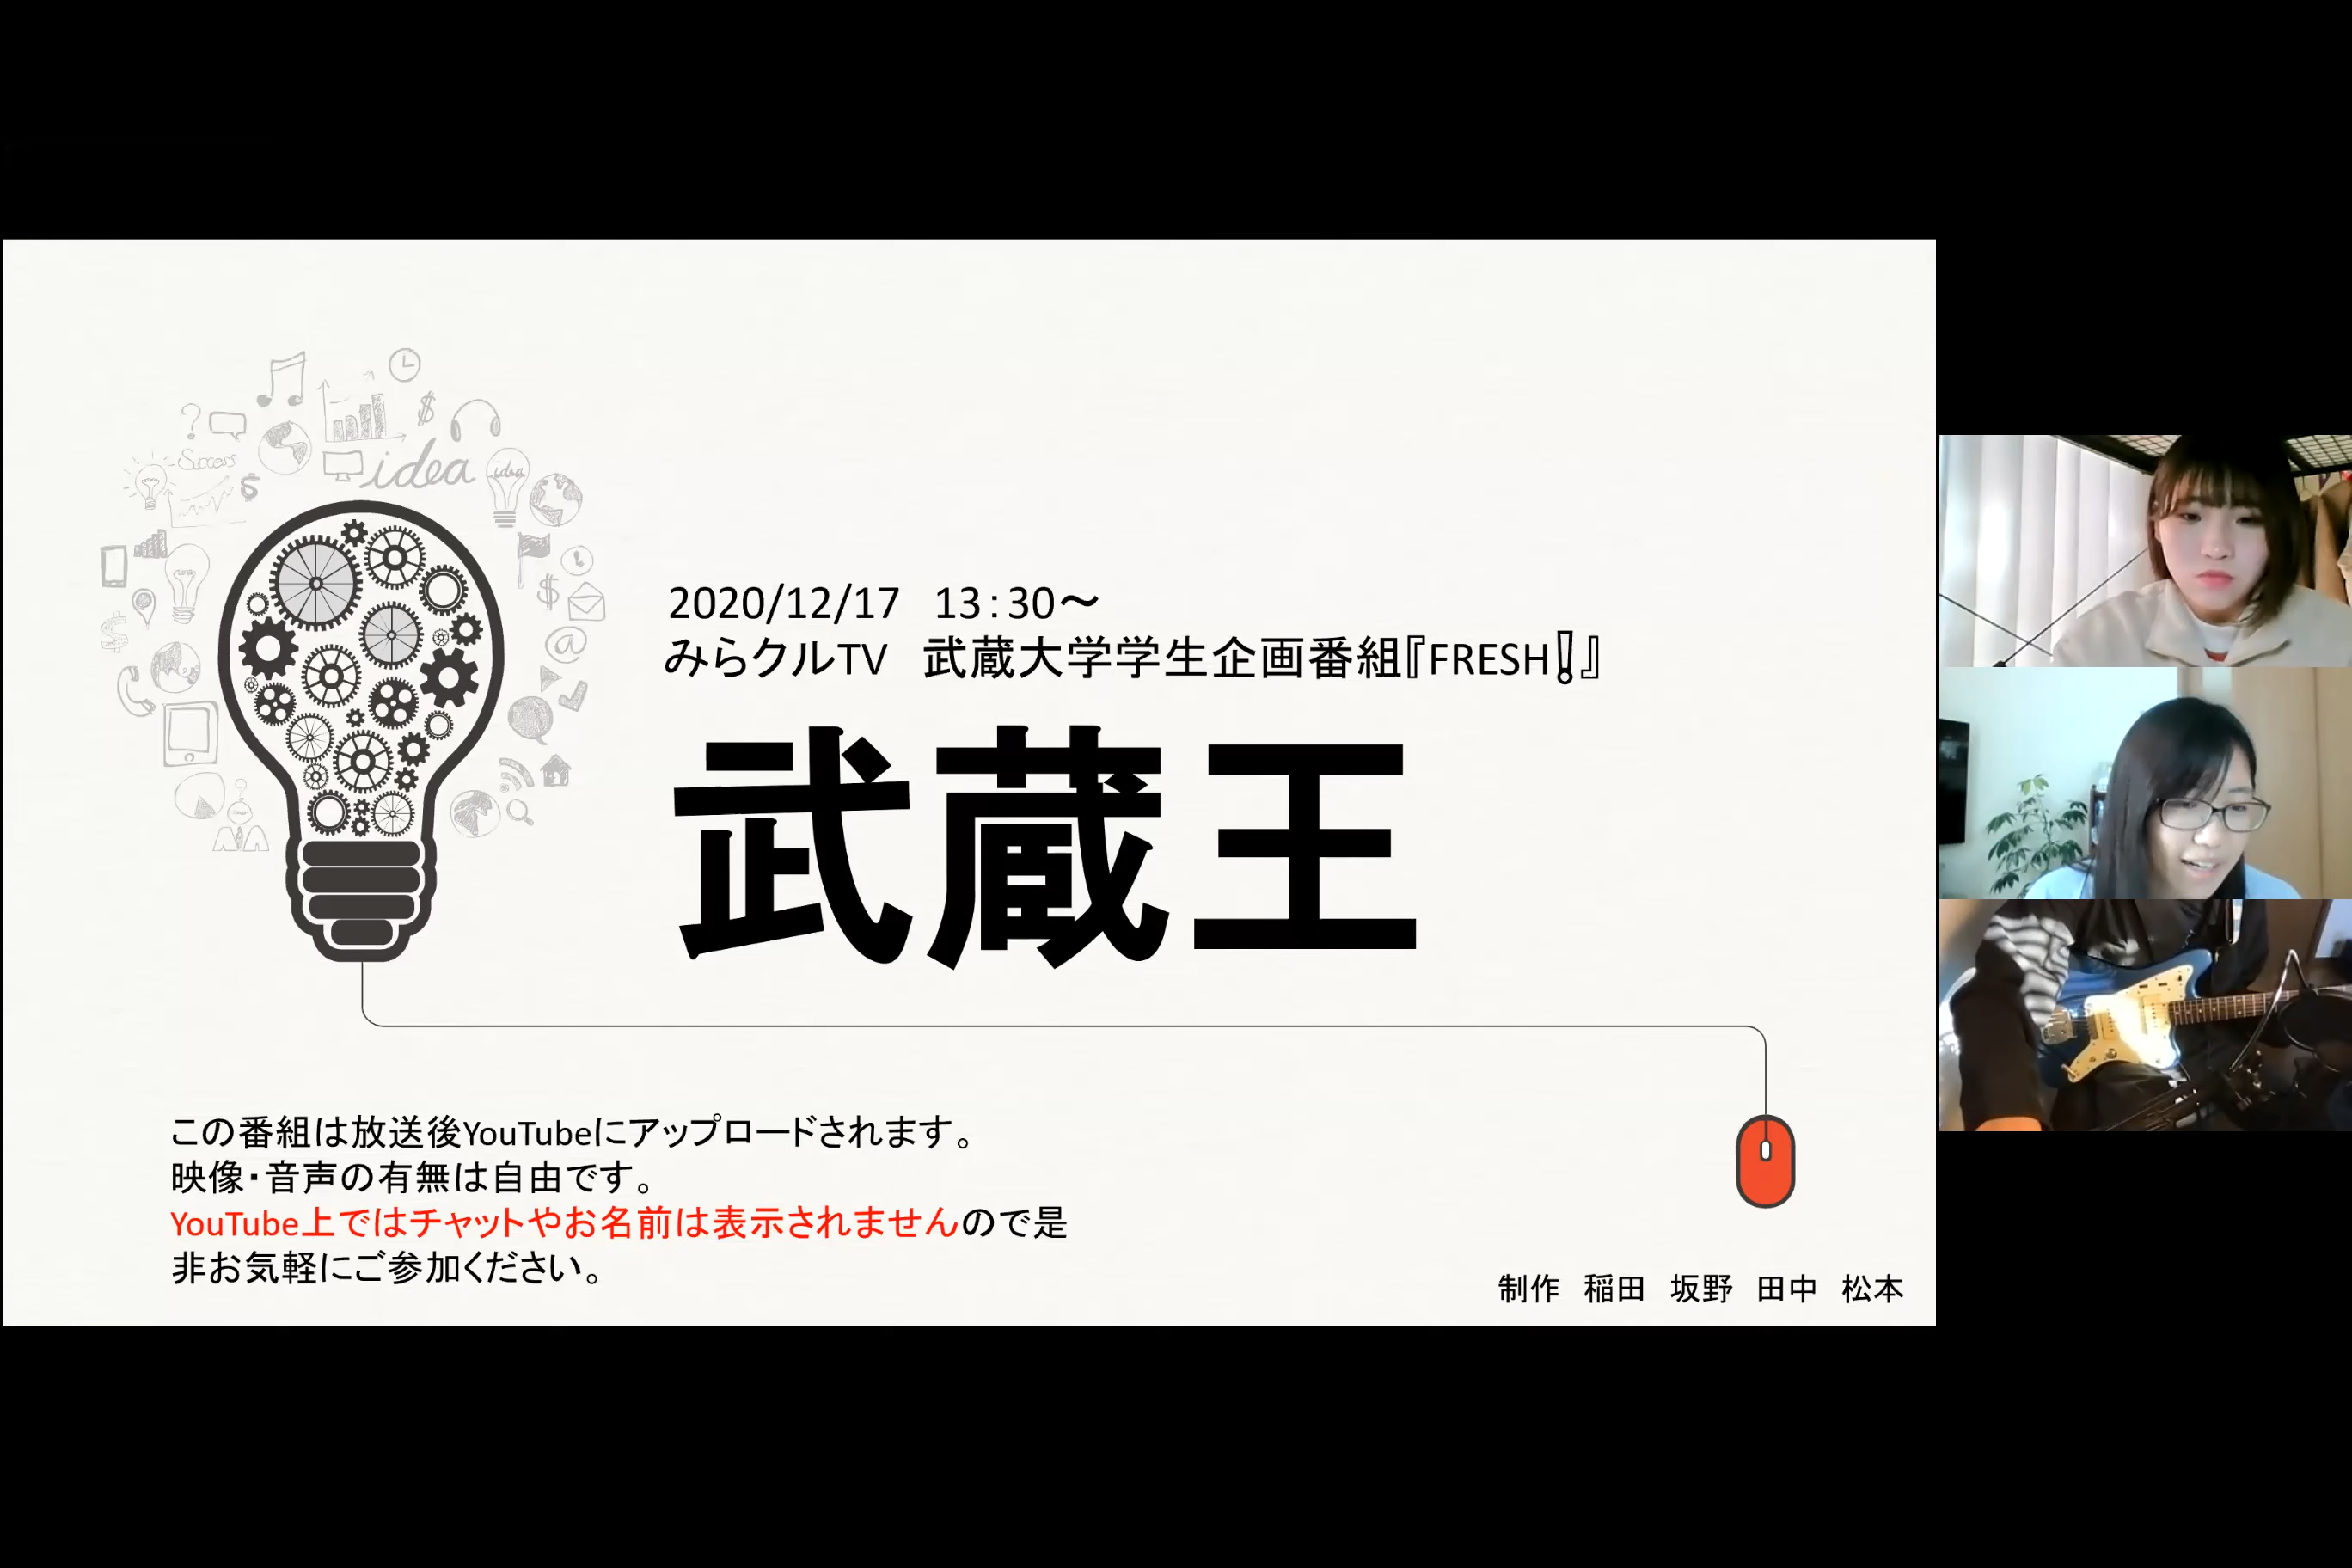 Success
idea
idea
2020/12/17　13：30～
みらクルTV　武蔵大学学生企画番組『FRESH！』
武蔵王
この番組は放送後YouTubeにアップロードされます。
映像・音声の有無は自由です。
YouTube上ではチャットやお名前は表示されませんので是
非お気軽にご参加ください。
制作　稲田　坂野　田中　松本